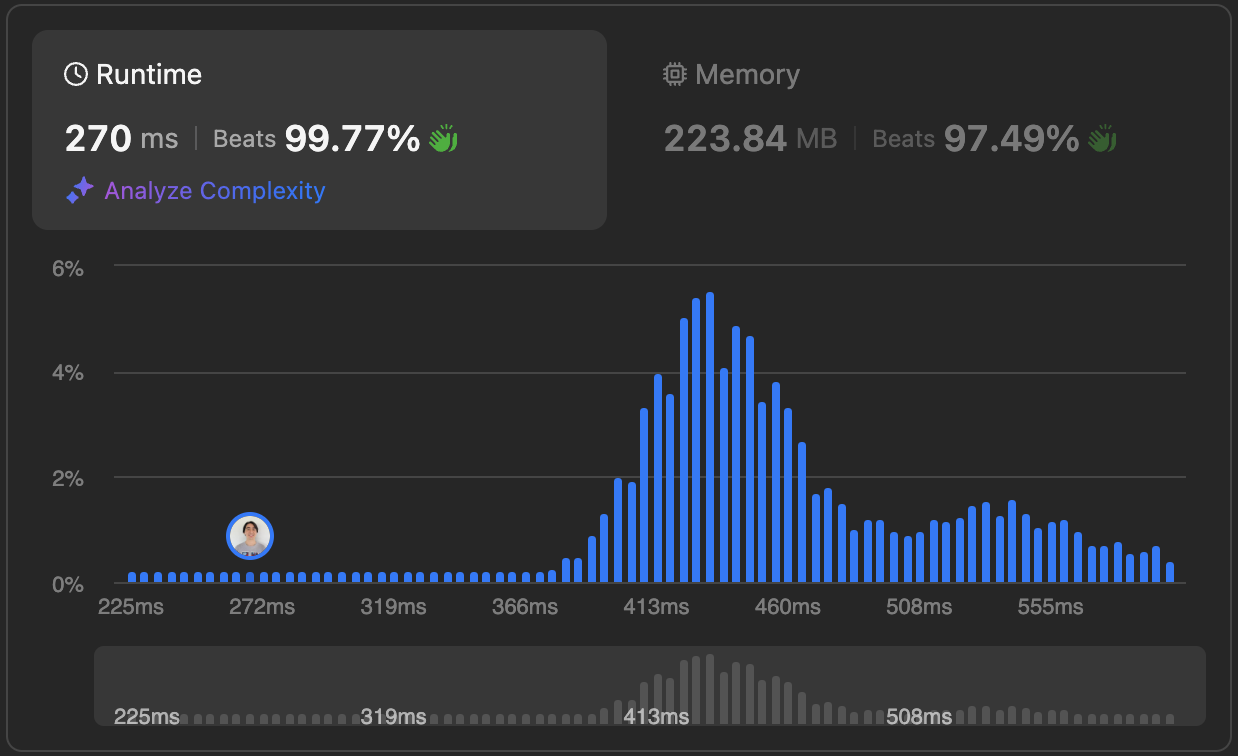 Runtime
270 ms | Beats 99.77%
Analyze Complexity
Memory
223.84 MB | Beats 97.49%
6%
4%
2%
0%
225ms 272ms 319ms 366ms 413ms 460ms 508ms 555ms
225ms 319ms 413ms 508ms